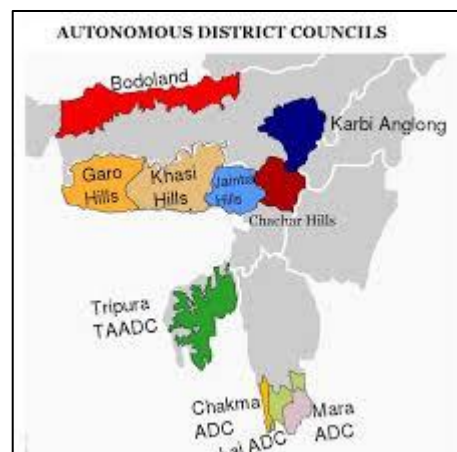 AUTONOMOUS DISTRICT COUNCILS
Bodoland
Karbi Anglong
Garo
Hills
Khasi
Hills
Jaintia
Hills
Chachar Hills
Tripura
TAADC
Chakma
ADC
ADC
Mara
ADC